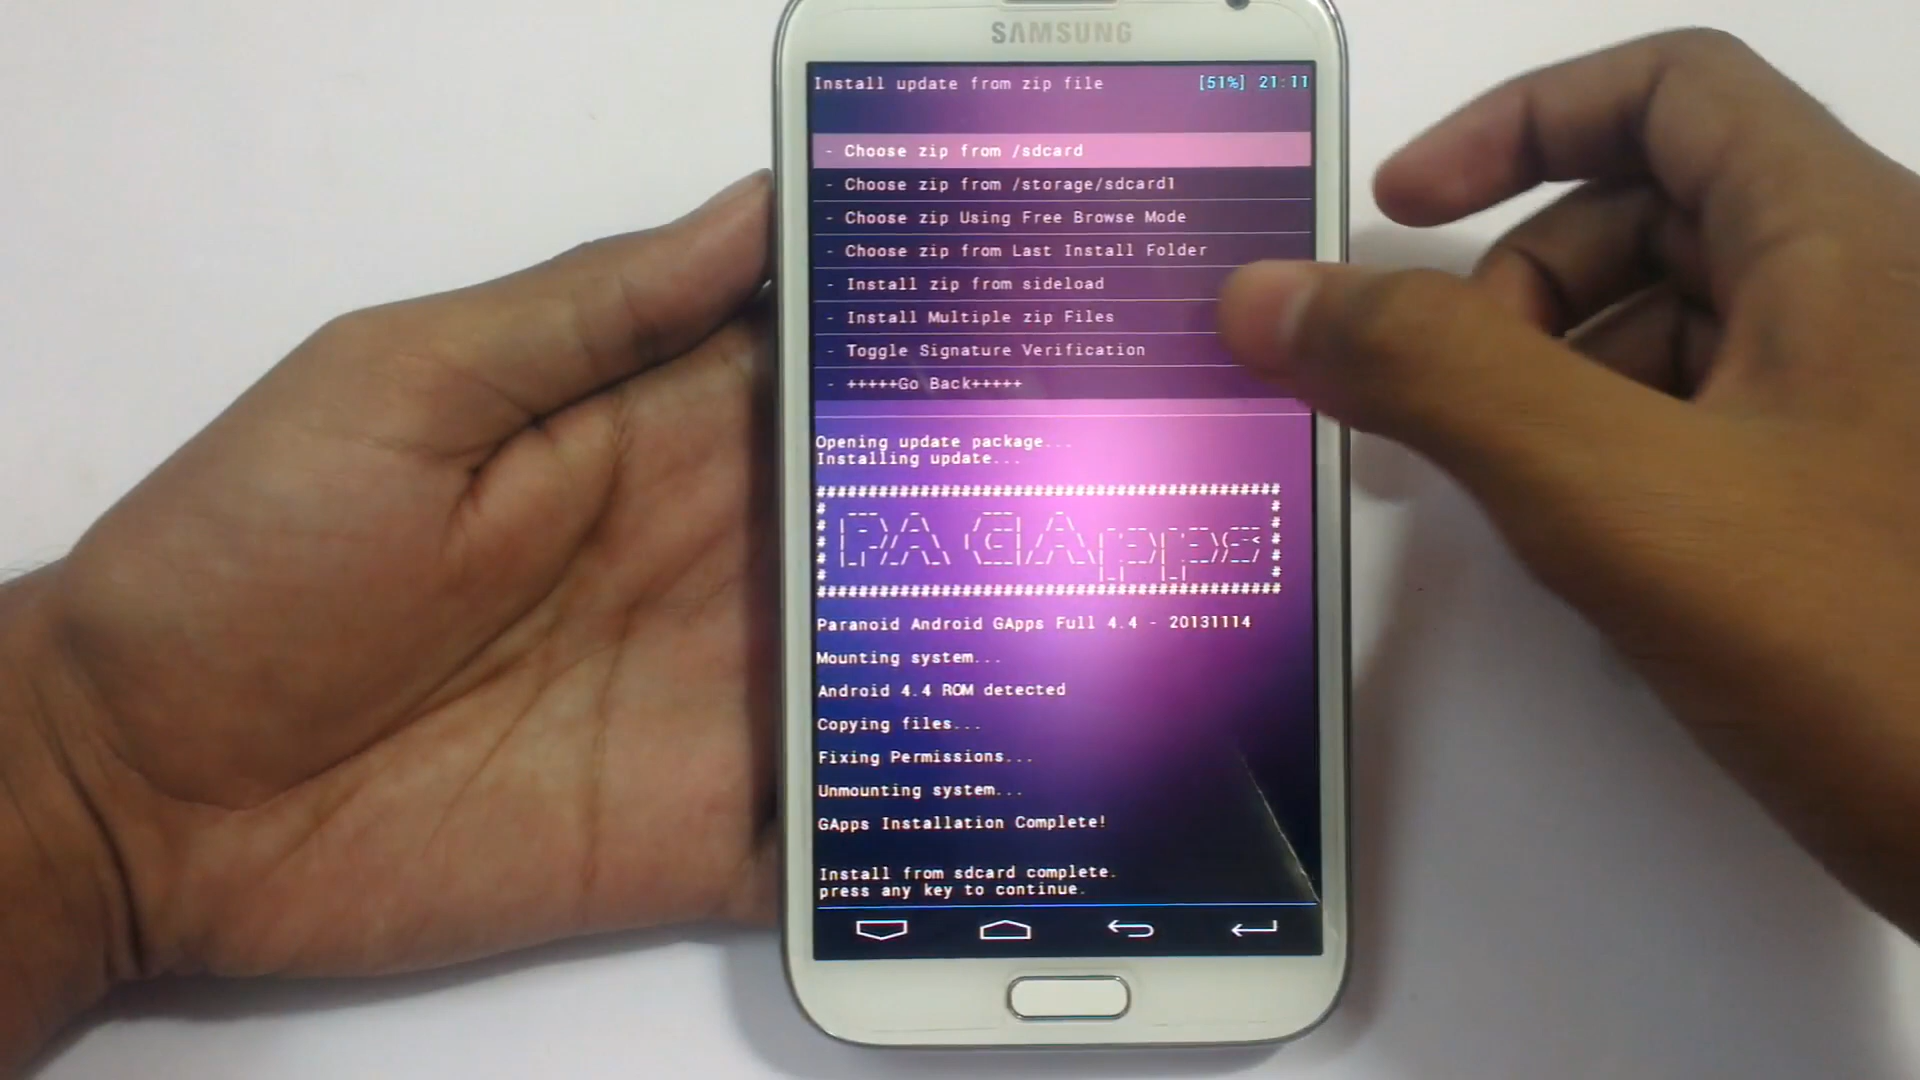 SAMSUNG
Install update from zip file [51%] 21:11
- Choose zip from /sdcard
- Choose zip from /storage/sdcard1
- Choose zip Using Free Browse Mode
- Choose zip from Last Install Folder
- Install zip from sideload
- Install Multiple zip Files
- Toggle Signature Verification
- +++++Go Back+++++
Opening update package...
Installing update...
PA GApps
Paranoid Android GApps Full 4.4 - 20131114
Mounting system...
Android 4.4 ROM detected
Copying files...
Fixing Permissions...
Unmounting system...
GApps Installation Complete!
Install from sdcard complete.
press any key to continue.